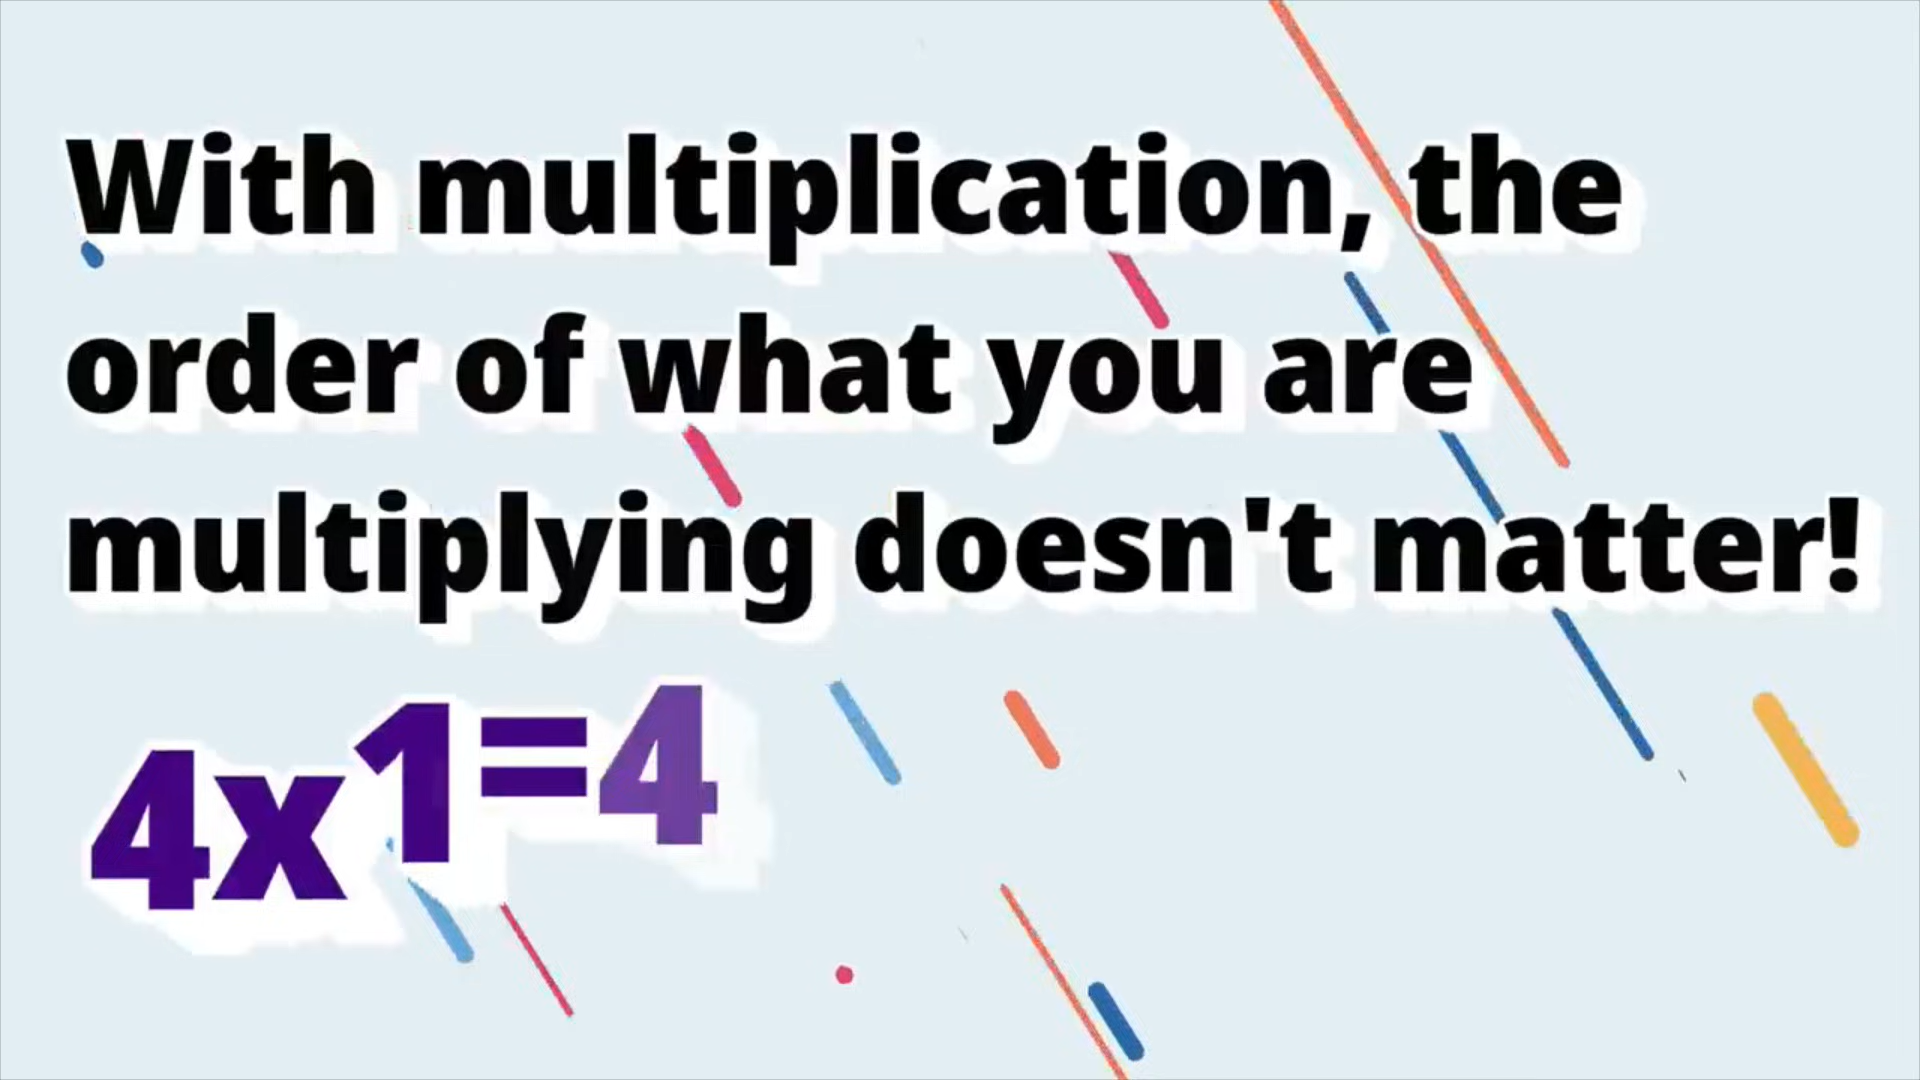 With multiplication, the
order of what you are
multiplying doesn't matter!
4x1=4